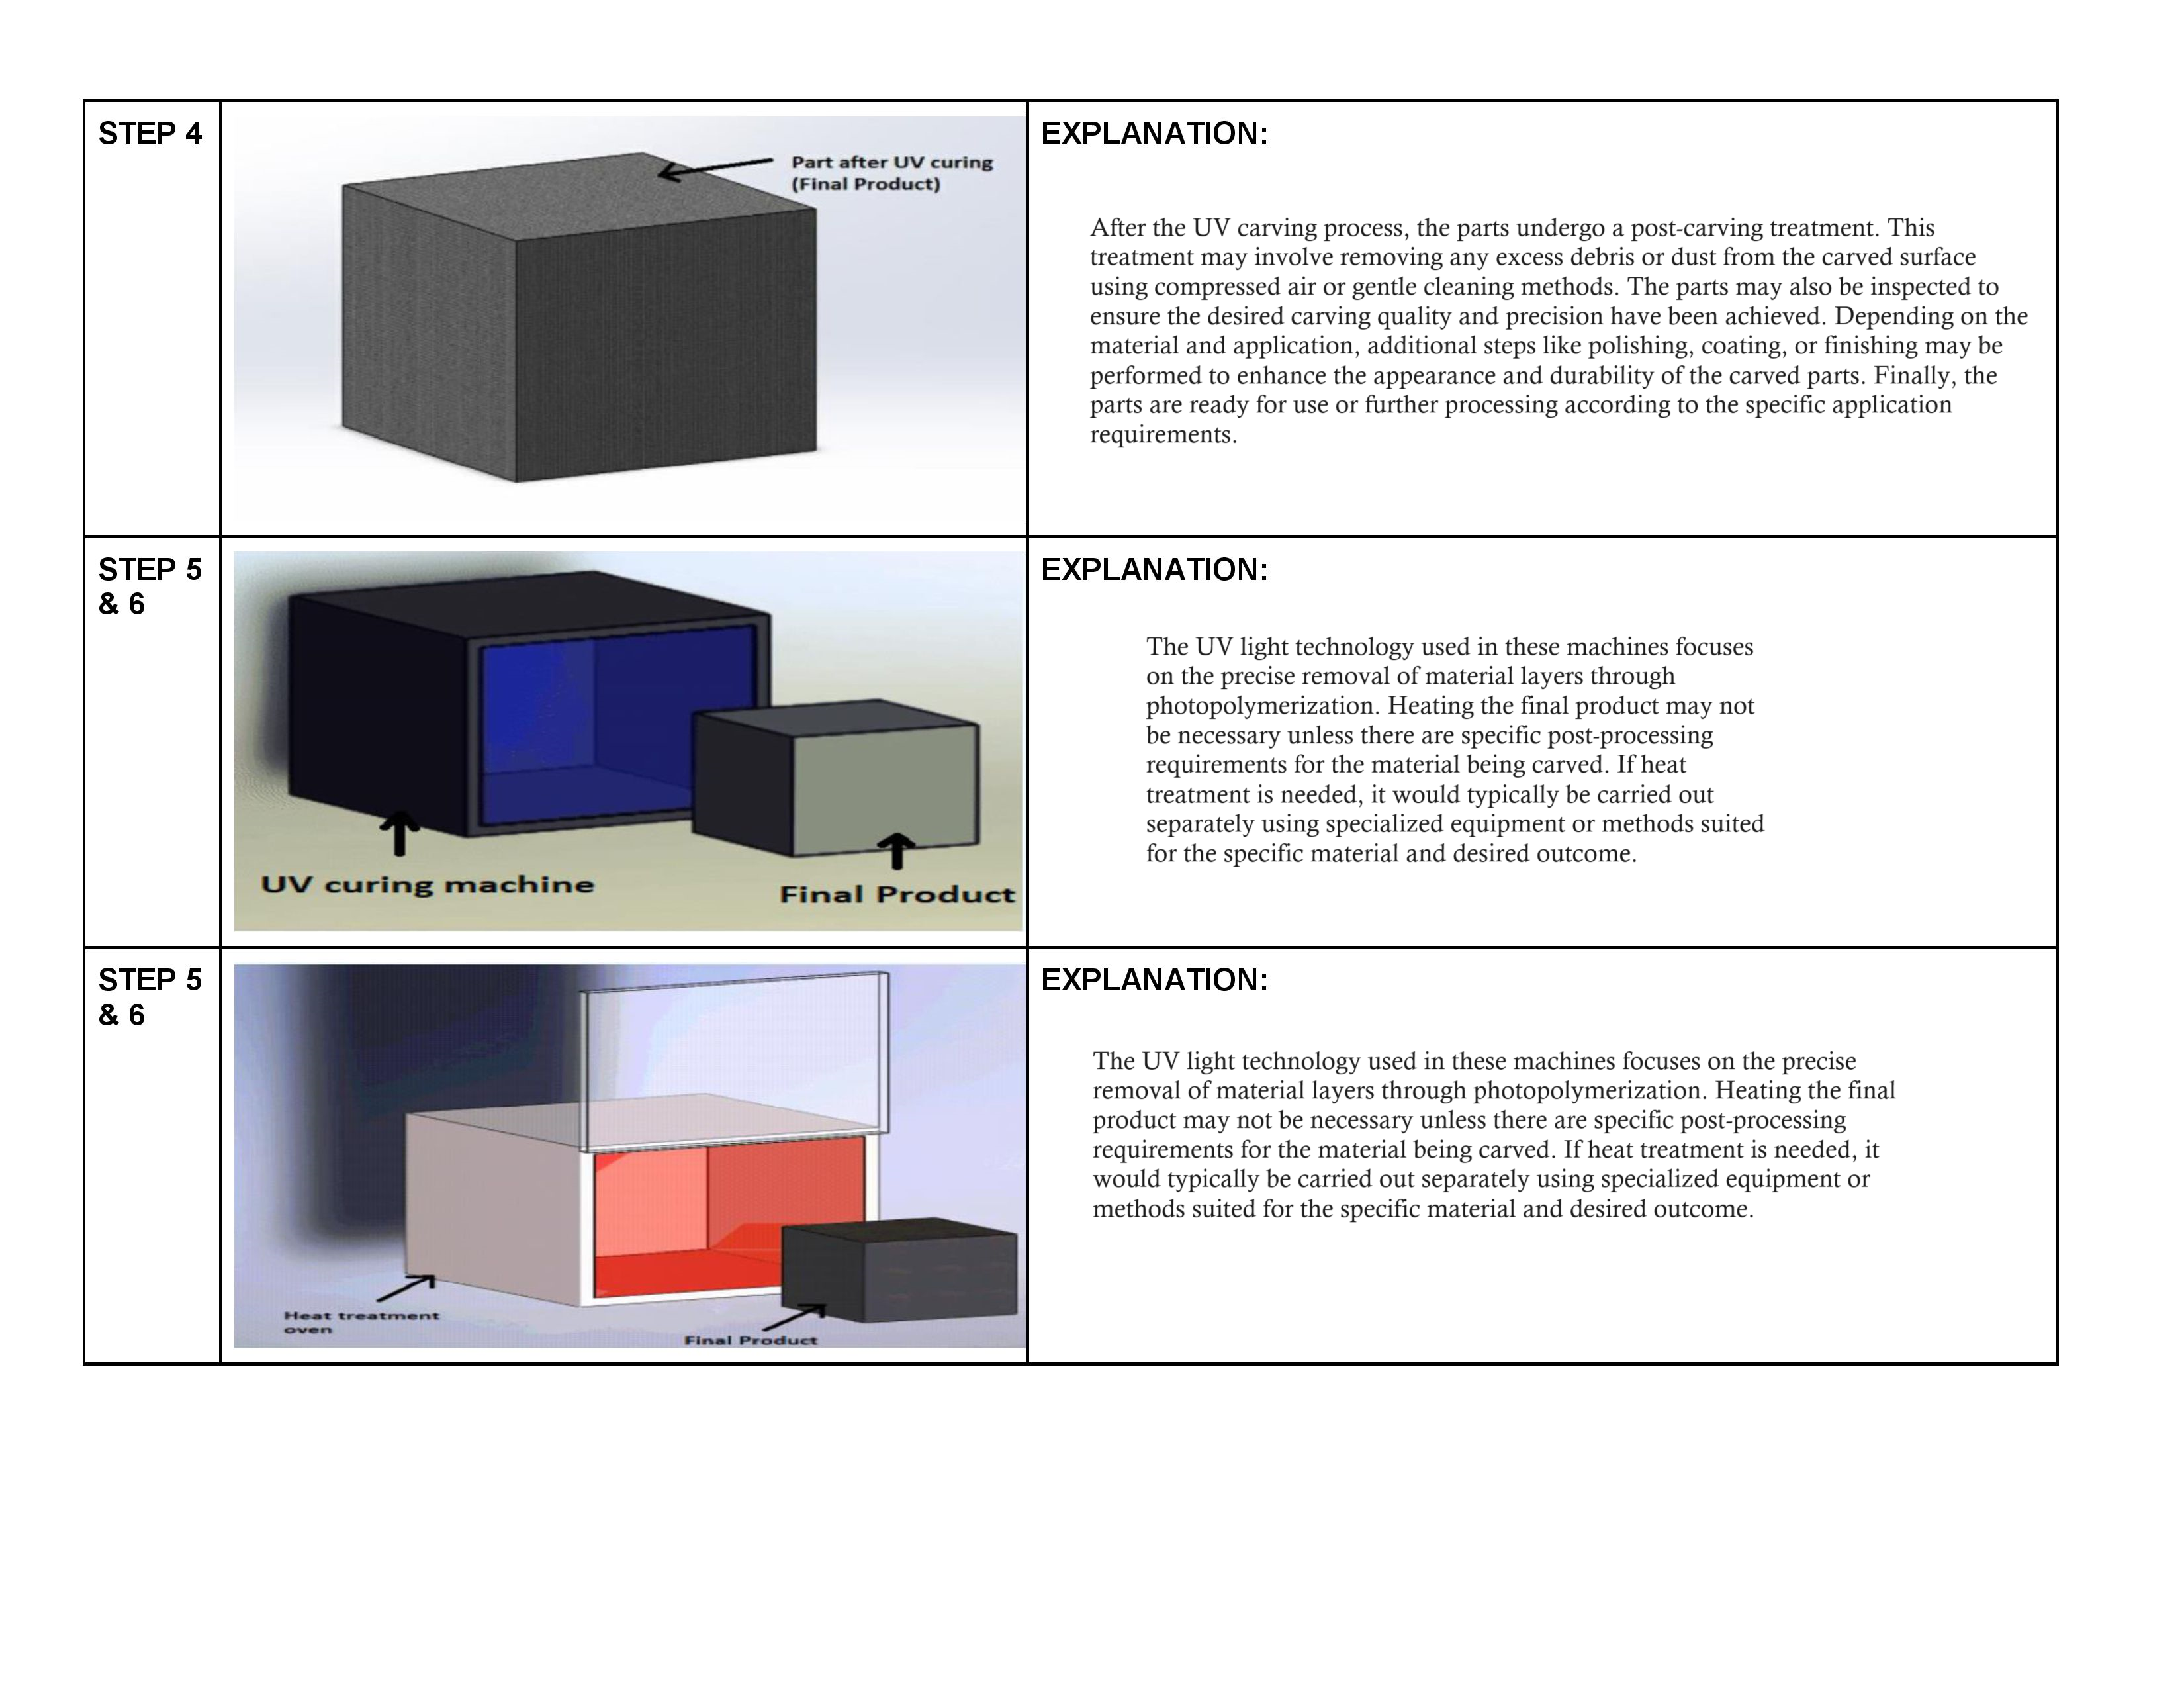 STEP 4
Part after UV curing
(Final Product)
EXPLANATION:
After the UV carving process, the parts undergo a post-carving treatment. This
treatment may involve removing any excess debris or dust from the carved surface
using compressed air or gentle cleaning methods. The parts may also be inspected to
ensure the desired carving quality and precision have been achieved. Depending on the
material and application, additional steps like polishing, coating, or finishing may be
performed to enhance the appearance and durability of the carved parts. Finally, the
parts are ready for use or further processing according to the specific application
requirements.
STEP 5
& 6
UV curing machine
Final Product
EXPLANATION:
The UV light technology used in these machines focuses
on the precise removal of material layers through
photopolymerization. Heating the final product may not
be necessary unless there are specific post-processing
requirements for the material being carved. If heat
treatment is needed, it would typically be carried out
separately using specialized equipment or methods suited
for the specific material and desired outcome.
STEP 5
& 6
Heat treatment
oven
Final Product
EXPLANATION:
The UV light technology used in these machines focuses on the precise
removal of material layers through photopolymerization. Heating the final
product may not be necessary unless there are specific post-processing
requirements for the material being carved. If heat treatment is needed, it
would typically be carried out separately using specialized equipment or
methods suited for the specific material and desired outcome.